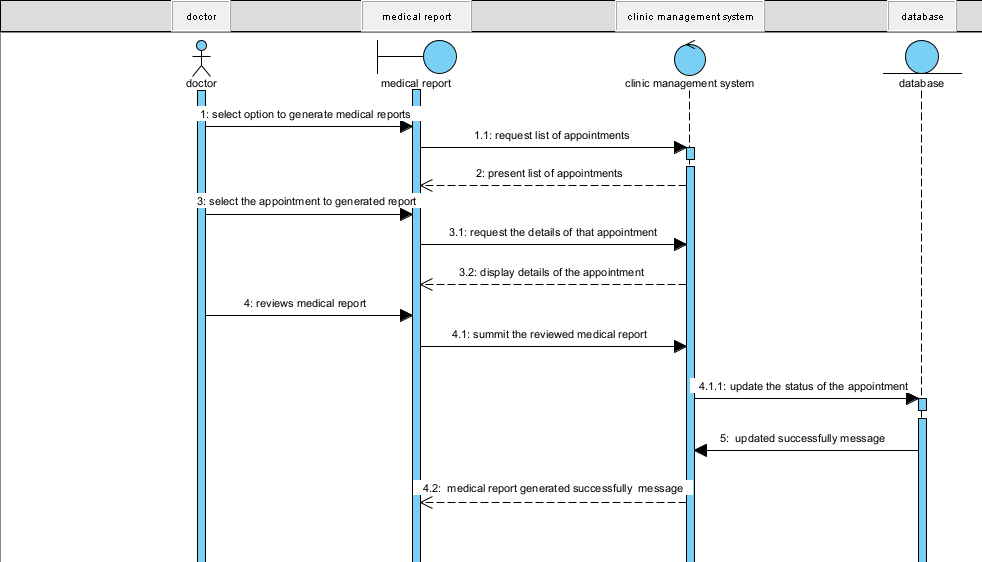 doctor
medical report
clinic management system
database
doctor
medical report
clinic management system
database
1: select option to generate medical reports
1.1: request list of appointments
2: present list of appointments
3: select the appointment to generated report
3.1: request the details of that appointment
3.2: display details of the appointment
4: reviews medical report
4.1: summit the reviewed medical report
4.1.1: update the status of the appointment
5: updated successfully message
4.2: medical report generated successfully message